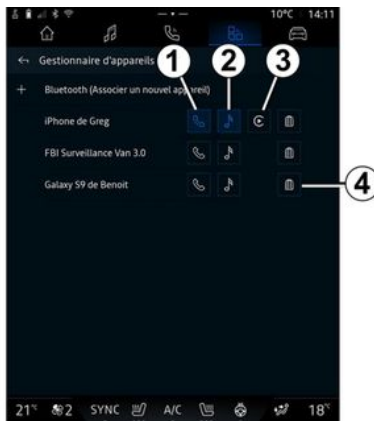 10°C 14:11
Gestionnaire d'appareils
1 2 3
+ Bluetooth (Associer un nouvel appareil)
iPhone de Greg
FBI Surveillance Van 3.0
Galaxy S9 de Benoit
4
21°C 2 SYNC A/C 18°C